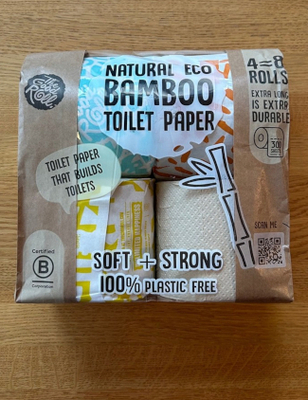 NATURAL ECO
BAMBOO
TOILET PAPER
4=8
ROLLS
EXTRA LONG
IS EXTRA
DURABLE
300
TOILET PAPER
THAT BUILDS
TOILETS
SCAN ME
Certified
B
Corporation
SOFT + STRONG
100% PLASTIC FREE